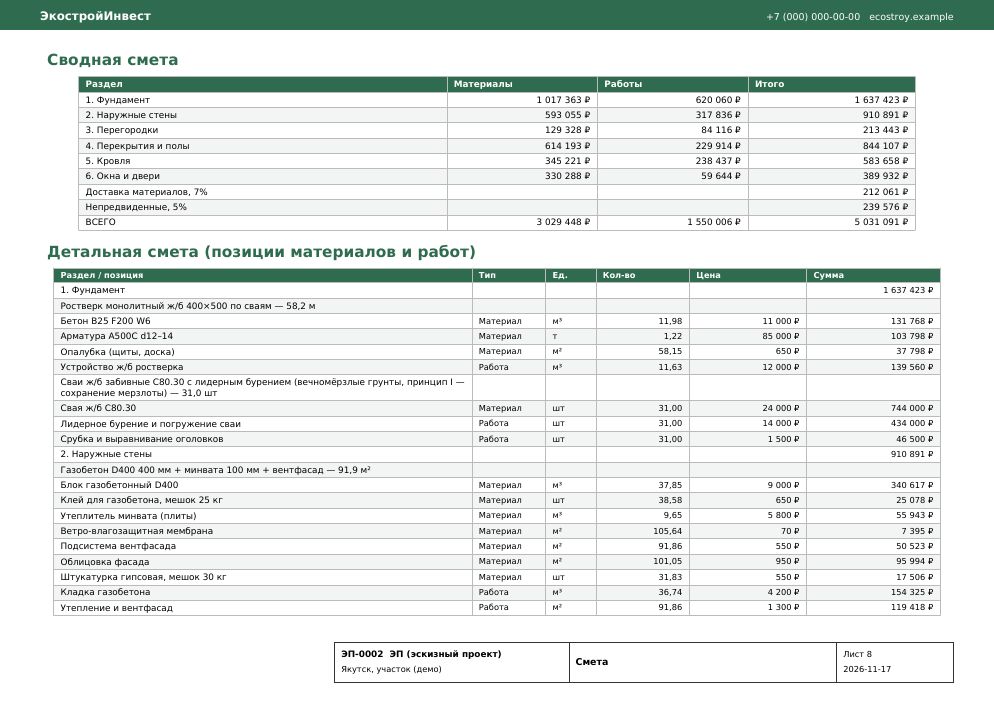 ЭкостройИнвест
+7 (000) 000-00-00 ecostroy.example
Сводная смета
Раздел Материалы Работы Итого
1. Фундамент 1 017 363 ₽ 620 060 ₽ 1 637 423 ₽
2. Наружные стены 593 055 ₽ 317 836 ₽ 910 891 ₽
3. Перегородки 129 328 ₽ 84 116 ₽ 213 443 ₽
4. Перекрытия и полы 614 193 ₽ 229 914 ₽ 844 107 ₽
5. Кровля 345 221 ₽ 238 437 ₽ 583 658 ₽
6. Окна и двери 330 288 ₽ 59 644 ₽ 389 932 ₽
Доставка материалов, 7% 212 061 ₽
Непредвиденные, 5% 239 576 ₽
ВСЕГО 3 029 448 ₽ 1 550 006 ₽ 5 031 091 ₽
Детальная смета (позиции материалов и работ)
Раздел / позиция Тип Ед. Кол-во Цена Сумма
1. Фундамент 1 637 423 ₽
Ростверк монолитный ж/б 400×500 по сваям — 58,2 м
Бетон B25 F200 W6 Материал м³ 11,98 11 000 ₽ 131 768 ₽
Арматура А500С d12–14 Материал т 1,22 85 000 ₽ 103 798 ₽
Опалубка (щиты, доска) Материал м² 58,15 650 ₽ 37 798 ₽
Устройство ж/б ростверка Работа м³ 11,63 12 000 ₽ 139 560 ₽
Сваи ж/б забивные С80.30 с лидерным бурением (вечномёрзлые грунты, принцип I —
сохранение мерзлоты) — 31,0 шт
Свая ж/б С80.30 Материал шт 31,00 24 000 ₽ 744 000 ₽
Лидерное бурение и погружение сваи Работа шт 31,00 14 000 ₽ 434 000 ₽
Срубка и выравнивание оголовков Работа шт 31,00 1 500 ₽ 46 500 ₽
2. Наружные стены 910 891 ₽
Газобетон D400 400 мм + минвата 100 мм + вентфасад — 91,9 м²
Блок газобетонный D400 Материал м³ 37,85 9 000 ₽ 340 617 ₽
Клей для газобетона, мешок 25 кг Материал шт 38,58 650 ₽ 25 078 ₽
Утеплитель минвата (плиты) Материал м³ 9,65 5 800 ₽ 55 943 ₽
Ветро-влагозащитная мембрана Материал м² 105,64 70 ₽ 7 395 ₽
Подсистема вентфасада Материал м² 91,86 550 ₽ 50 523 ₽
Облицовка фасада Материал м² 101,05 950 ₽ 95 994 ₽
Штукатурка гипсовая, мешок 30 кг Материал шт 31,83 550 ₽ 17 506 ₽
Кладка газобетона Работа м³ 36,74 4 200 ₽ 154 325 ₽
Утепление и вентфасад Работа м² 91,86 1 300 ₽ 119 418 ₽
ЭП-0002 ЭП (эскизный проект)
Якутск, участок (демо)
Смета
Лист 8
2026-11-17